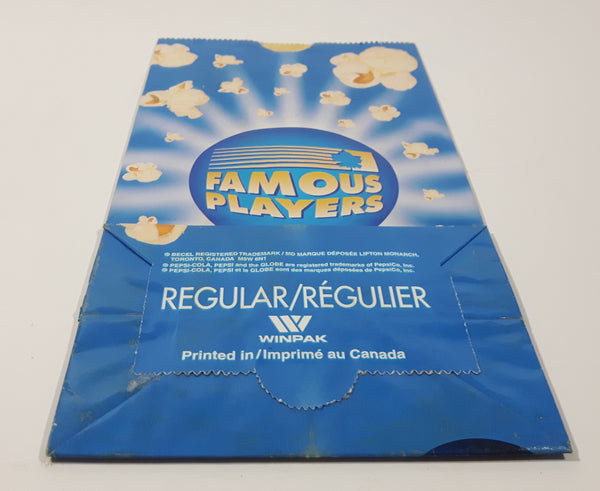 FAMOUS
PLAYERS
® BECEL REGISTERED TRADEMARK / MD MARQUE DÉPOSÉE LIPTON MONARCH,
TORONTO, CANADA M5W 6N1
® PEPSI-COLA, PEPSI and the GLOBE are registered trademarks of PepsiCo, Inc.
® PEPSI-COLA, PEPSI et le GLOBE sont des marques déposées de PepsiCo, Inc.
REGULAR/RÉGULIER
WINPAK
Printed in/Imprimé au Canada